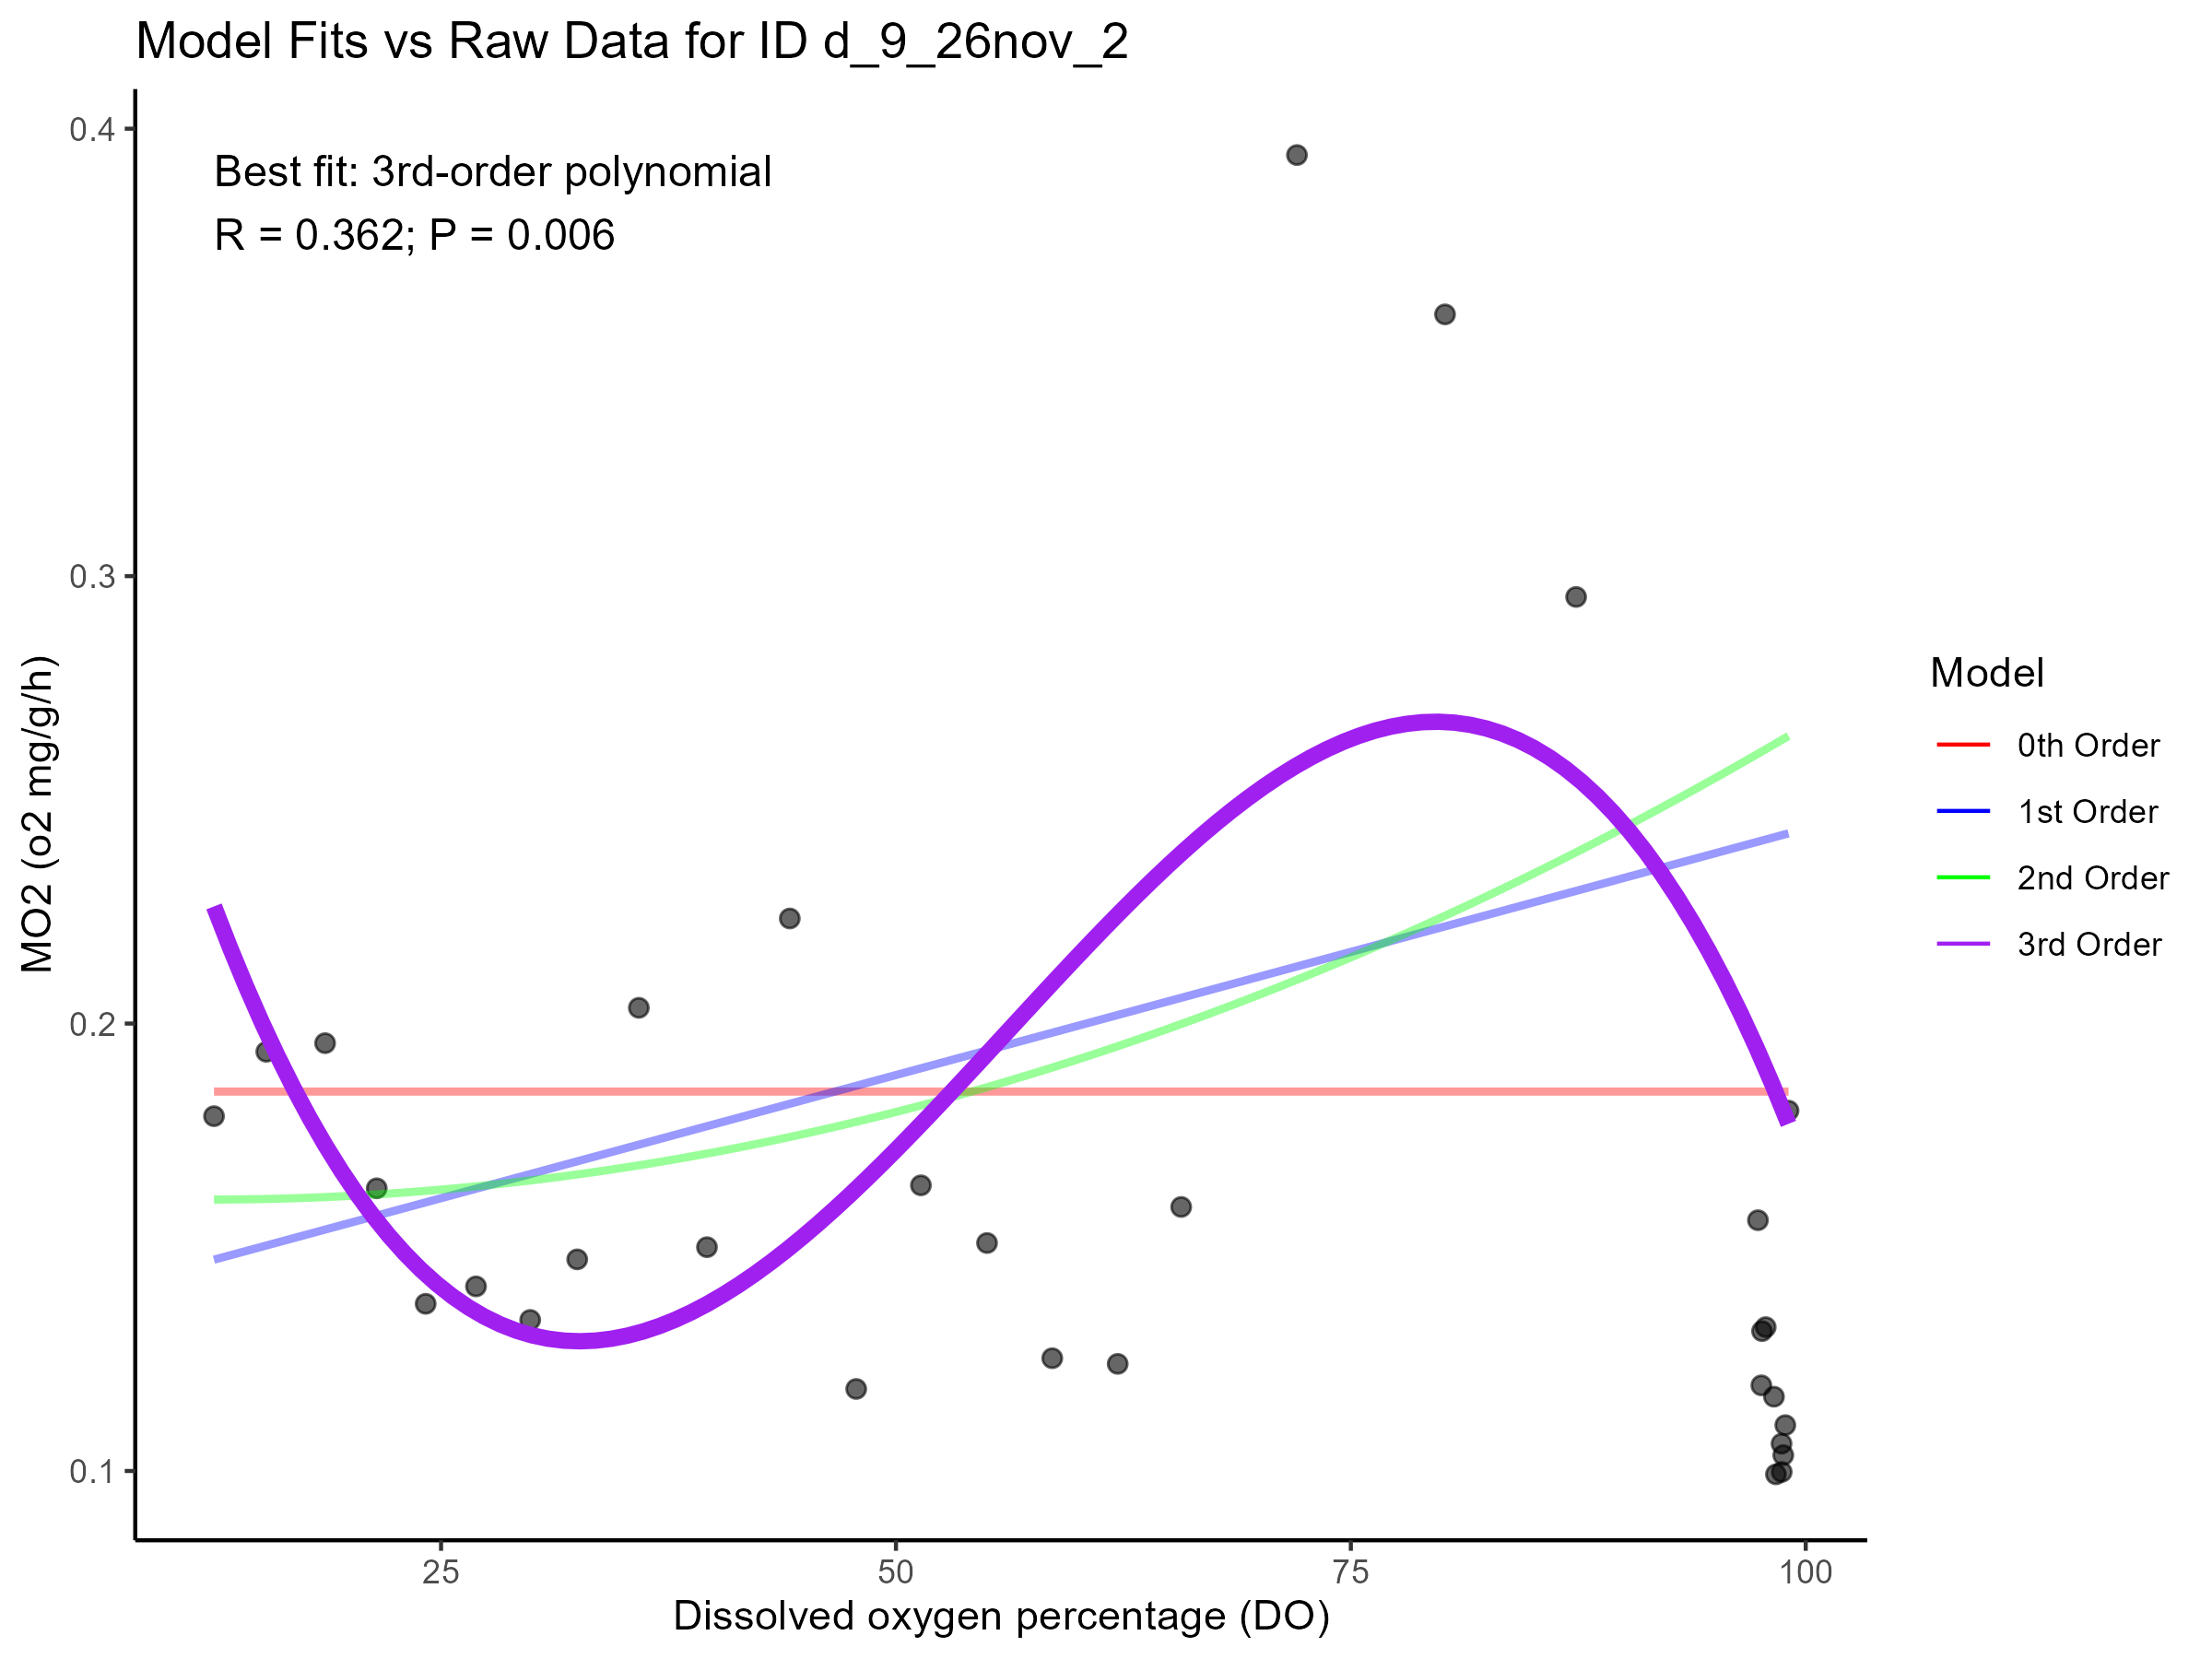 Model Fits vs Raw Data for ID d_9_26nov_2
Best fit: 3rd-order polynomial
R = 0.362; P = 0.006
0.4
0.3
0.2
0.1
MO2 (o2 mg/g/h)
25
50
75
100
Dissolved oxygen percentage (DO)
Model
0th Order
1st Order
2nd Order
3rd Order